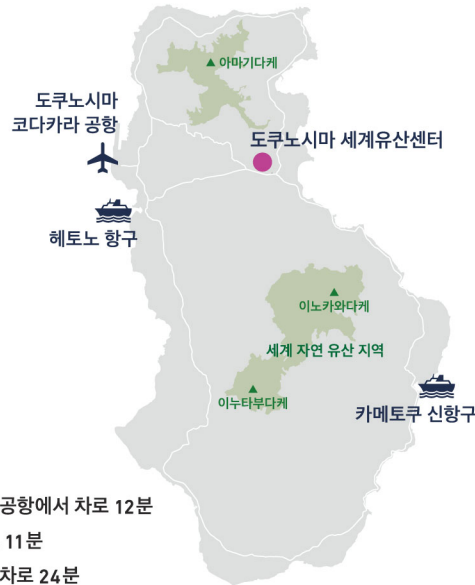 아마기다케
도쿠노시마
코다카라 공항
도쿠노시마 세계유산센터
헤토노 항구
이노카와다케
세계 자연 유산 지역
이누타부다케
카메토쿠 신항구
공항에서 차로 12분
11분
차로 24분